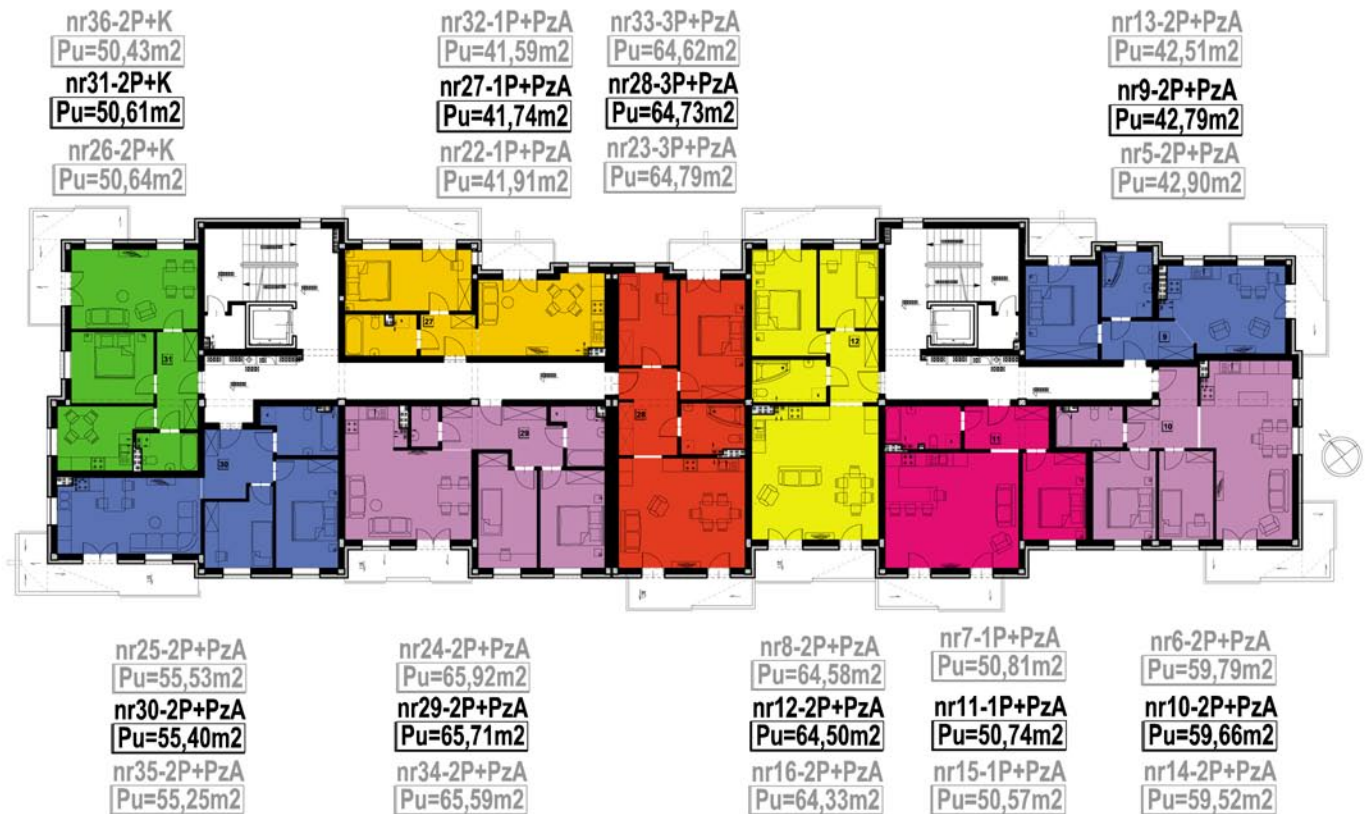 nr36-2P+K
Pu=50,43m2
nr31-2P+K
Pu=50,61m2
nr26-2P+K
Pu=50,64m2
nr32-1P+PzA
Pu=41,59m2
nr27-1P+PzA
Pu=41,74m2
nr22-1P+PzA
Pu=41,91m2
nr33-3P+PzA
Pu=64,62m2
nr28-3P+PzA
Pu=64,73m2
nr23-3P+PzA
Pu=64,79m2
nr13-2P+PzA
Pu=42,51m2
nr9-2P+PzA
Pu=42,79m2
nr5-2P+PzA
Pu=42,90m2
27
12
9
31
28
29
11
10
30
N
nr25-2P+PzA
Pu=55,53m2
nr30-2P+PzA
Pu=55,40m2
nr35-2P+PzA
Pu=55,25m2
nr24-2P+PzA
Pu=65,92m2
nr29-2P+PzA
Pu=65,71m2
nr34-2P+PzA
Pu=65,59m2
nr8-2P+PzA
Pu=64,58m2
nr12-2P+PzA
Pu=64,50m2
nr16-2P+PzA
Pu=64,33m2
nr7-1P+PzA
Pu=50,81m2
nr11-1P+PzA
Pu=50,74m2
nr15-1P+PzA
Pu=50,57m2
nr6-2P+PzA
Pu=59,79m2
nr10-2P+PzA
Pu=59,66m2
nr14-2P+PzA
Pu=59,52m2